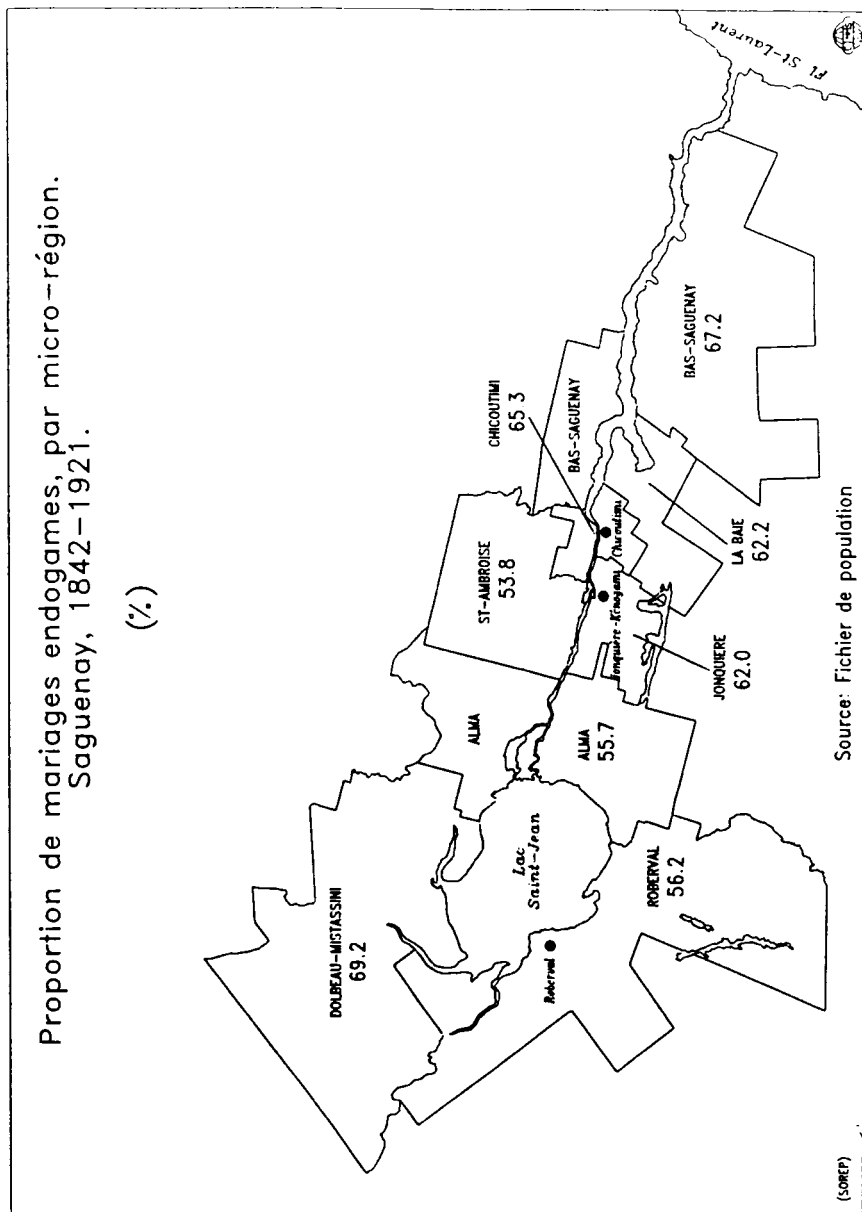 Proportion de mariages endogames, par micro-région.
Saguenay, 1842-1921.
(%)
DOLBEAU-MISTASSINI
69.2
ALMA
ST-AMBROISE
53.8
CHICOUTIMI
65.3
BAS-SAGUENAY
Fl St-Laurent
Lac
Saint-Jean
Roberval
ALMA
55.7
Jonquière-Kénogami
Chicoutimi
BAS-SAGUENAY
67.2
ROBERVAL
56.2
JONQUIERE
62.0
LA BAIE
62.2
Source: Fichier de population
(SOREP)